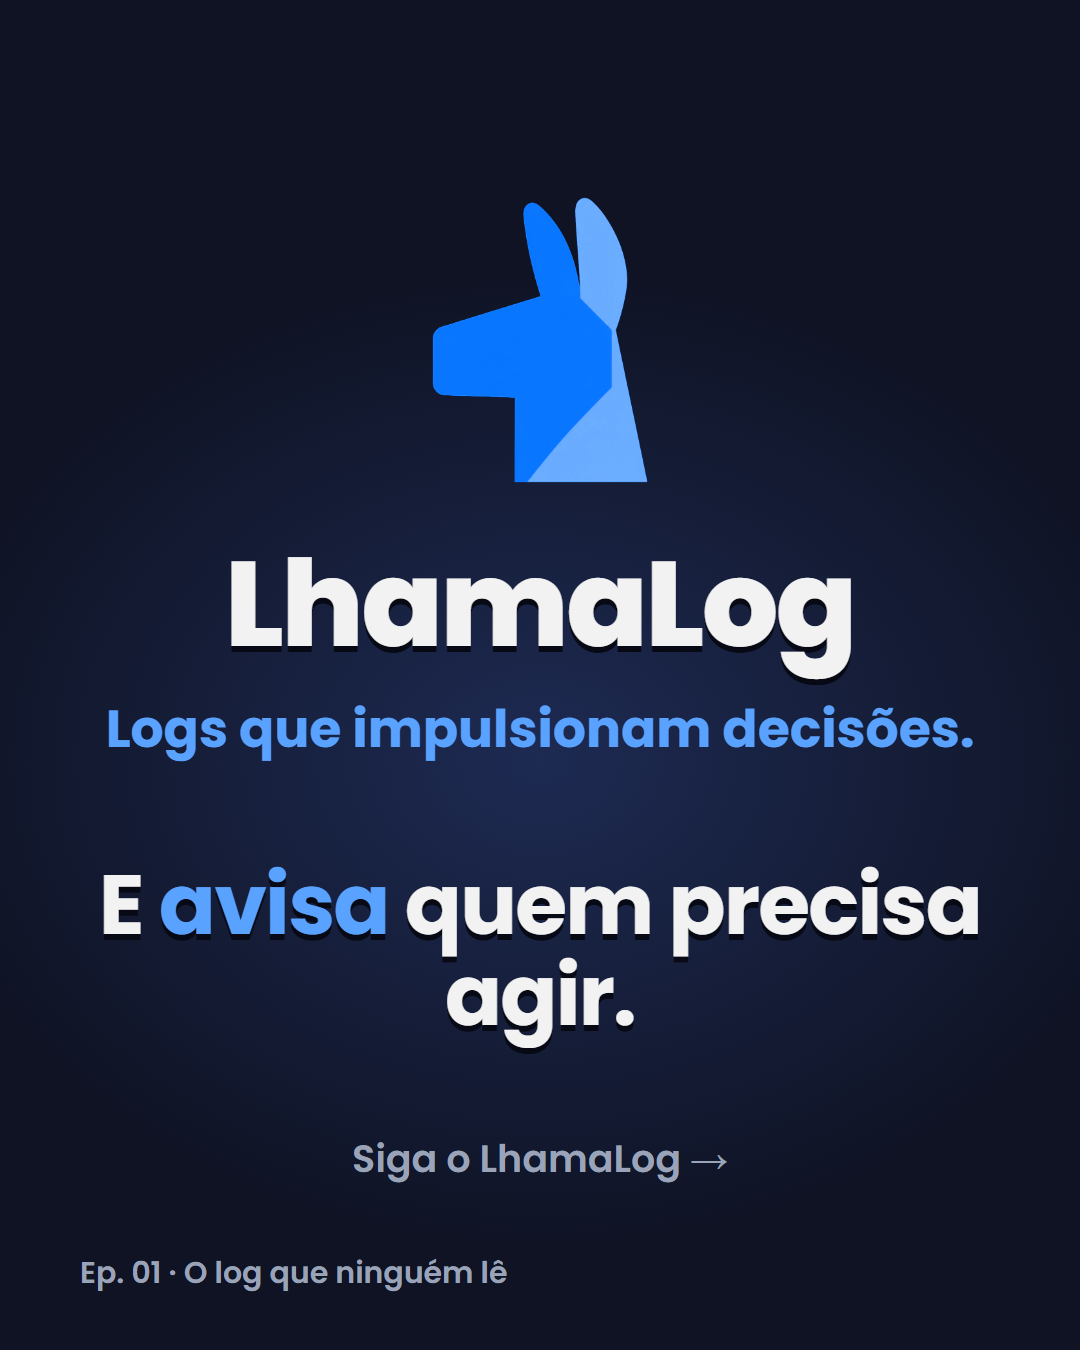 LhamaLog
Logs que impulsionam decisões.
E avisa quem precisa
agir.
Siga o LhamaLog →
Ep. 01 · O log que ninguém lê